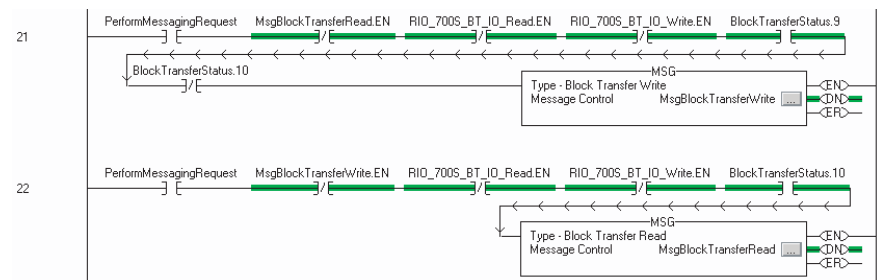 PerformMessagingRequest MsgBlockTransferRead.EN RIO_700S_BT_IO_Read.EN RIO_700S_BT_IO_Write.EN BlockTransferStatus.9
21
BlockTransferStatus.10
MSG
Type - Block Transfer Write
Message Control MsgBlockTransferWrite ...
EN
DN
ER
PerformMessagingRequest MsgBlockTransferWrite.EN RIO_700S_BT_IO_Read.EN RIO_700S_BT_IO_Write.EN BlockTransferStatus.10
22
MSG
Type - Block Transfer Read
Message Control MsgBlockTransferRead ...
EN
DN
ER